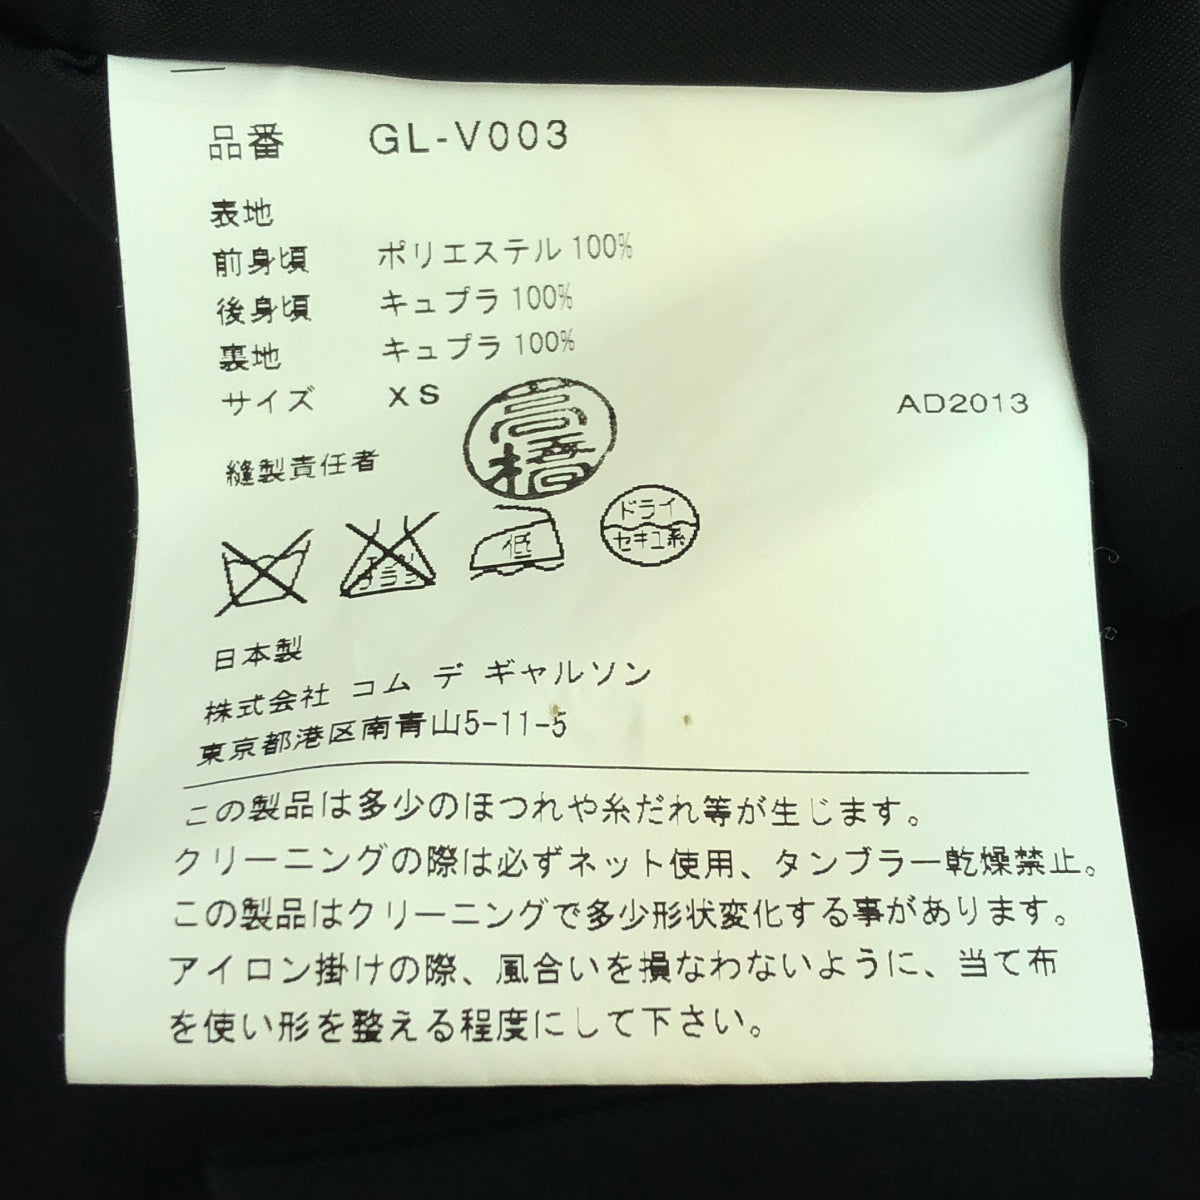 品番 GL-V003
表地
前身頃 ポリエステル 100%
後身頃 キュプラ 100%
裏地 キュプラ 100%
サイズ XS
AD2013
縫製責任者 高橋
エンソサラシ
低
ドライ
セキユ系
日本製
株式会社 コム デ ギャルソン
東京都港区南青山5-11-5
この製品は多少のほつれや糸だれ等が生じます。
クリーニングの際は必ずネット使用、タンブラー乾燥禁止。
この製品はクリーニングで多少形状変化する事があります。
アイロン掛けの際、風合いを損なわないように、当て布
を使い形を整える程度にして下さい。